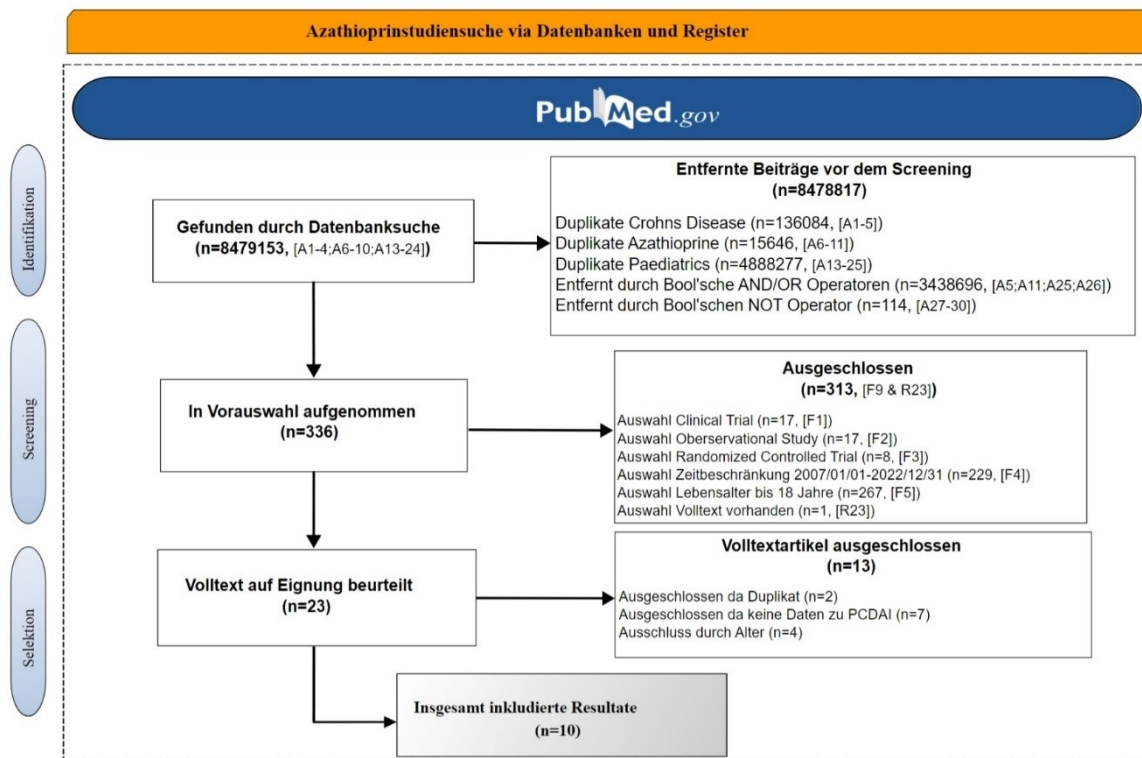 Azathioprinstudiensuche via Datenbanken und Register
PubMed.gov
Identifikation
Gefunden durch Datenbanksuche
(n=8479153, [A1-4;A6-10;A13-24])
Entfernte Beiträge vor dem Screening
(n=8478817)
Duplikate Crohns Disease (n=136084, [A1-5])
Duplikate Azathioprine (n=15646, [A6-11])
Duplikate Paediatrics (n=4888277, [A13-25])
Entfernt durch Bool'sche AND/OR Operatoren (n=3438696, [A5;A11;A25;A26])
Entfernt durch Bool'schen NOT Operator (n=114, [A27-30])
Screening
In Vorauswahl aufgenommen
(n=336)
Ausgeschlossen
(n=313, [F9 & R23])
Auswahl Clinical Trial (n=17, [F1])
Auswahl Oberservational Study (n=17, [F2])
Auswahl Randomized Controlled Trial (n=8, [F3])
Auswahl Zeitbeschränkung 2007/01/01-2022/12/31 (n=229, [F4])
Auswahl Lebensalter bis 18 Jahre (n=267, [F5])
Auswahl Volltext vorhanden (n=1, [R23])
Selektion
Volltext auf Eignung beurteilt
(n=23)
Volltextartikel ausgeschlossen
(n=13)
Ausgeschlossen da Duplikat (n=2)
Ausgeschlossen da keine Daten zu PCDAI (n=7)
Ausschluss durch Alter (n=4)
Insgesamt inkludierte Resultate
(n=10)